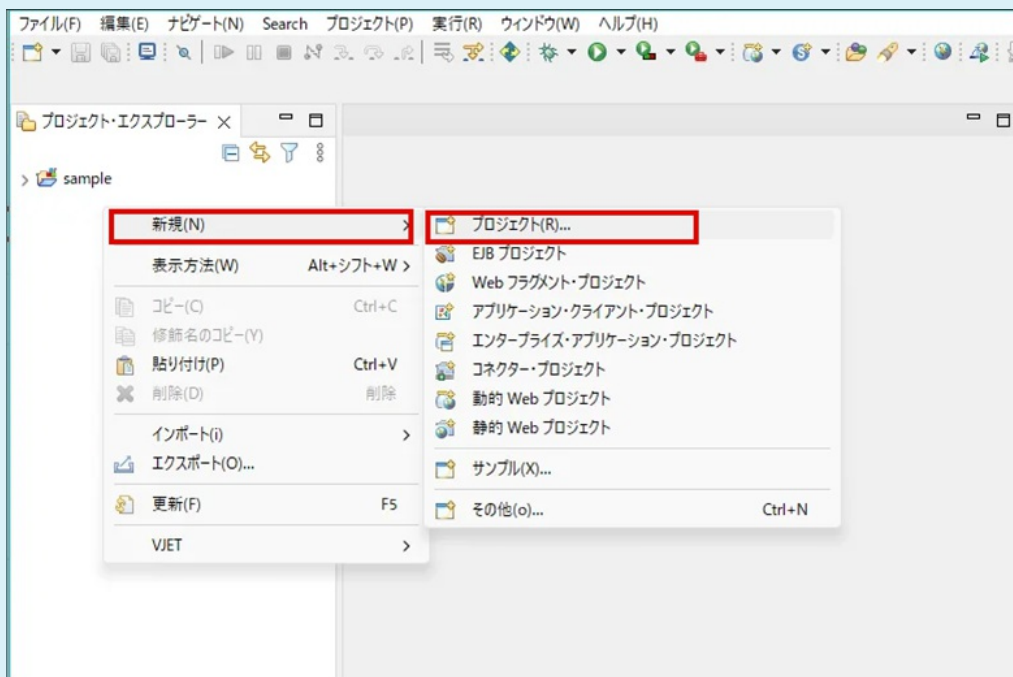 ファイル(F) 編集(E) ナビゲート(N) Search プロジェクト(P) 実行(R) ウィンドウ(W) ヘルプ(H)
プロジェクト・エクスプローラー
sample
新規(N)
表示方法(W) Alt+シフト+W
コピー(C) Ctrl+C
修飾名のコピー(Y)
貼り付け(P) Ctrl+V
削除(D) 削除
インポート(i)
エクスポート(O)...
更新(F) F5
VJET
プロジェクト(R)...
EJB プロジェクト
Web フラグメント・プロジェクト
アプリケーション・クライアント・プロジェクト
エンタープライズ・アプリケーション・プロジェクト
コネクター・プロジェクト
動的 Web プロジェクト
静的 Web プロジェクト
サンプル(X)...
その他(o)... Ctrl+N